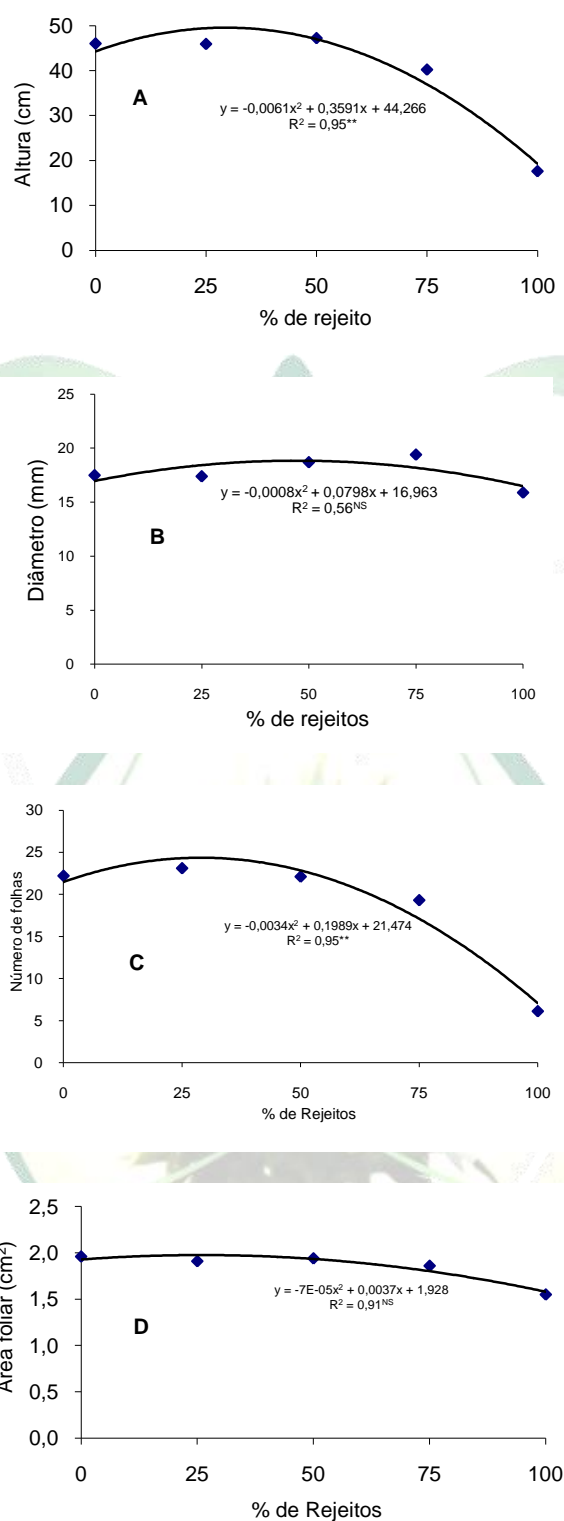 50
40
30
20
10
0
Altura (cm)
A
y = -0,0061x² + 0,3591x + 44,266
R² = 0,95**
0 25 50 75 100
% de rejeito
25
20
15
10
5
0
Diâmetro (mm)
B
y = -0,0008x² + 0,0798x + 16,963
R² = 0,56NS
0 25 50 75 100
% de rejeitos
30
25
20
15
10
5
0
Número de folhas
C
y = -0,0034x² + 0,1989x + 21,474
R² = 0,95**
0 25 50 75 100
% de Rejeitos
2,5
2,0
1,5
1,0
0,5
0,0
Área foliar (cm²)
D
y = -7E-05x² + 0,0037x + 1,928
R² = 0,91NS
0 25 50 75 100
% de Rejeitos